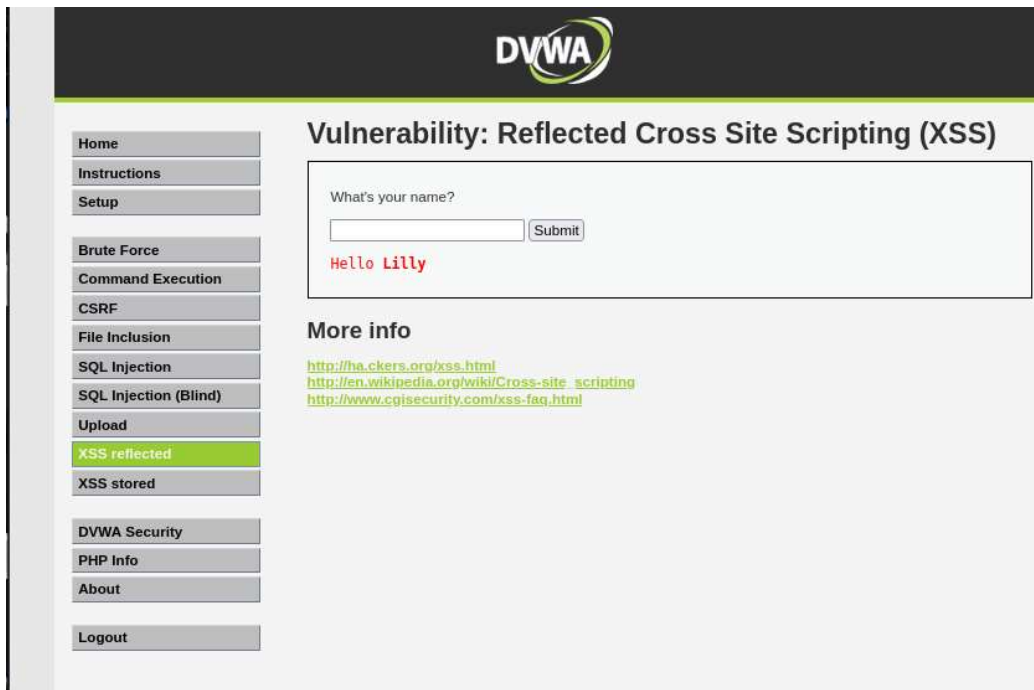 DVWA
Home
Instructions
Setup
Brute Force
Command Execution
CSRF
File Inclusion
SQL Injection
SQL Injection (Blind)
Upload
XSS reflected
XSS stored
DVWA Security
PHP Info
About
Logout
Vulnerability: Reflected Cross Site Scripting (XSS)
What's your name?
Submit
Hello Lilly
More info
http://ha.ckers.org/xss.html
http://en.wikipedia.org/wiki/Cross-site_scripting
http://www.cgisecurity.com/xss-faq.html